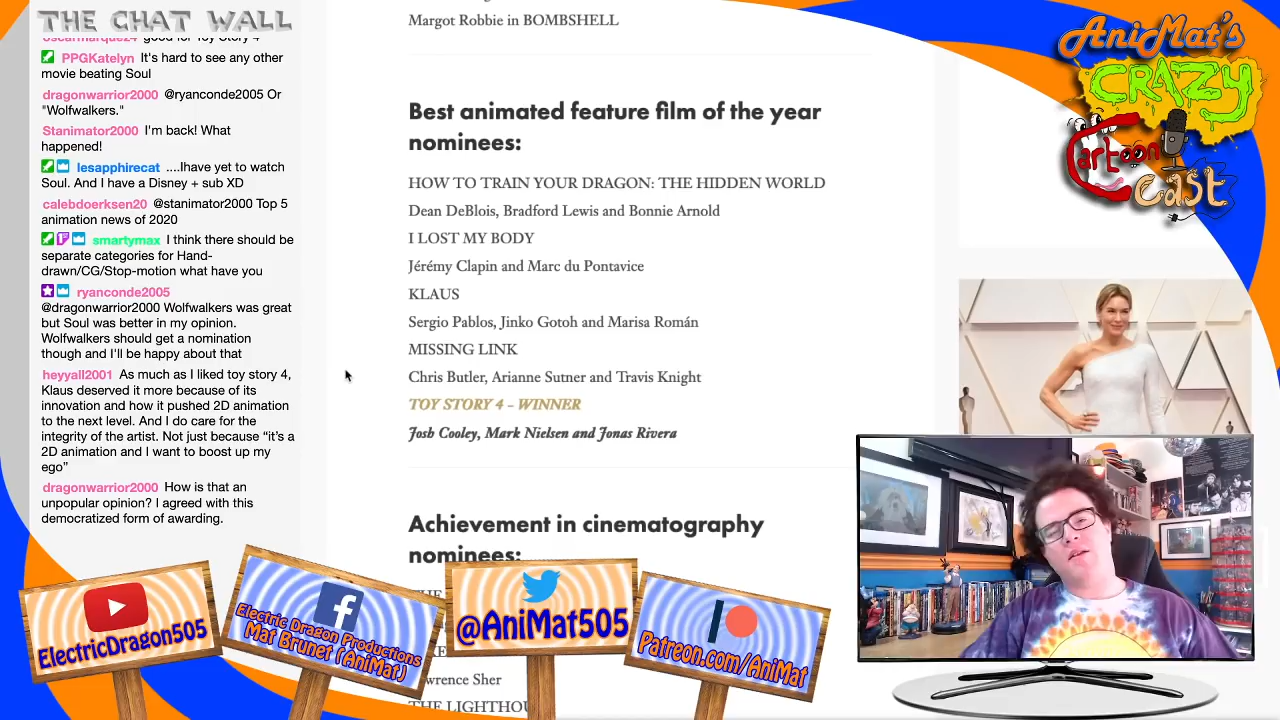 THE CHAT WALL
oscarmarquez4 good for Toy Story 4
PPGKatelyn It's hard to see any other
movie beating Soul
dragonwarrior2000 @ryanconde2005 Or
"Wolfwalkers."
Stanimator2000 I'm back! What
happened!
lesapphirecat ....Ihave yet to watch
Soul. And I have a Disney + sub XD
calebdoerksen20 @stanimator2000 Top 5
animation news of 2020
smartymax I think there should be
separate categories for Hand-
drawn/CG/Stop-motion what have you
ryanconde2005
@dragonwarrior2000 Wolfwalkers was great
but Soul was better in my opinion.
Wolfwalkers should get a nomination
though and I'll be happy about that
heyyall2001 As much as I liked toy story 4,
Klaus deserved it more because of its
innovation and how it pushed 2D animation
to the next level. And I do care for the
integrity of the artist. Not just because "it's a
2D animation and I want to boost up my
ego"
dragonwarrior2000 How is that an
unpopular opinion? I agreed with this
democratized form of awarding.
Margot Robbie in BOMBSHELL
Best animated feature film of the year
nominees:
HOW TO TRAIN YOUR DRAGON: THE HIDDEN WORLD
Dean DeBlois, Bradford Lewis and Bonnie Arnold
I LOST MY BODY
Jérémy Clapin and Marc du Pontavice
KLAUS
Sergio Pablos, Jinko Gotoh and Marisa Román
MISSING LINK
Chris Butler, Arianne Sutner and Travis Knight
TOY STORY 4 – WINNER
Josh Cooley, Mark Nielsen and Jonas Rivera
Achievement in cinematography
nominees:
Sher
THE
AniMat's
CRAZY
Cartoon
Cast
ElectricDragon505
Electric Dragon Productions
Mat Brunet (AniMat)
@AniMat505
Patreon.com/AniMat